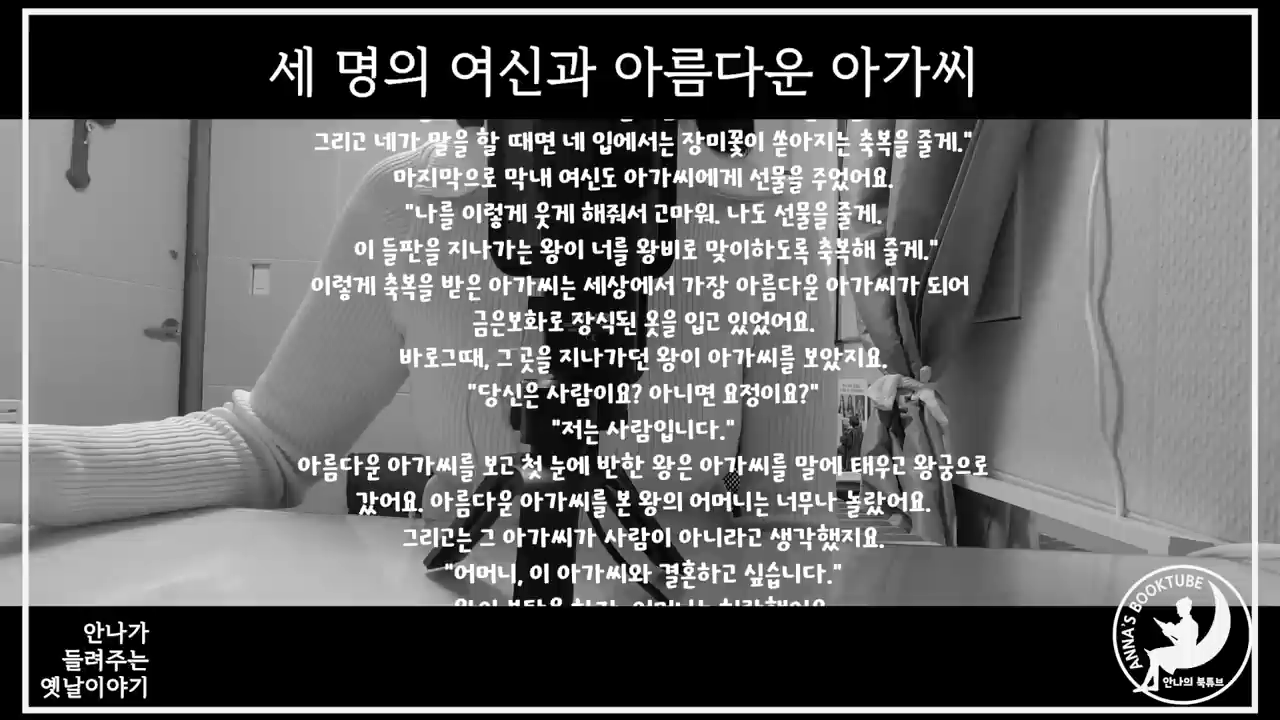 세 명의 여신과 아름다운 아가씨
그리고 네가 말을 할 때면 네 입에서는 장미꽃이 쏟아지는 축복을 줄게."
마지막으로 막내 여신도 아가씨에게 선물을 주었어요.
"나를 이렇게 웃게 해줘서 고마워. 나도 선물을 줄게.
이 들판을 지나가는 왕이 너를 왕비로 맞이하도록 축복해 줄게."
이렇게 축복을 받은 아가씨는 세상에서 가장 아름다운 아가씨가 되어
금은보화로 장식된 옷을 입고 있었어요.
바로그때, 그 곳을 지나가던 왕이 아가씨를 보았지요.
"당신은 사람이요? 아니면 요정이요?"
"저는 사람입니다."
아름다운 아가씨를 보고 첫 눈에 반한 왕은 아가씨를 말에 태우고 왕궁으로
갔어요. 아름다운 아가씨를 본 왕의 어머니는 너무나 놀랐어요.
그리고는 그 아가씨가 사람이 아니라고 생각했지요.
"어머니, 이 아가씨와 결혼하고 싶습니다."
안나가
들려주는
옛날이야기
ANNA'S BOOKTUBE
안나의 북튜브